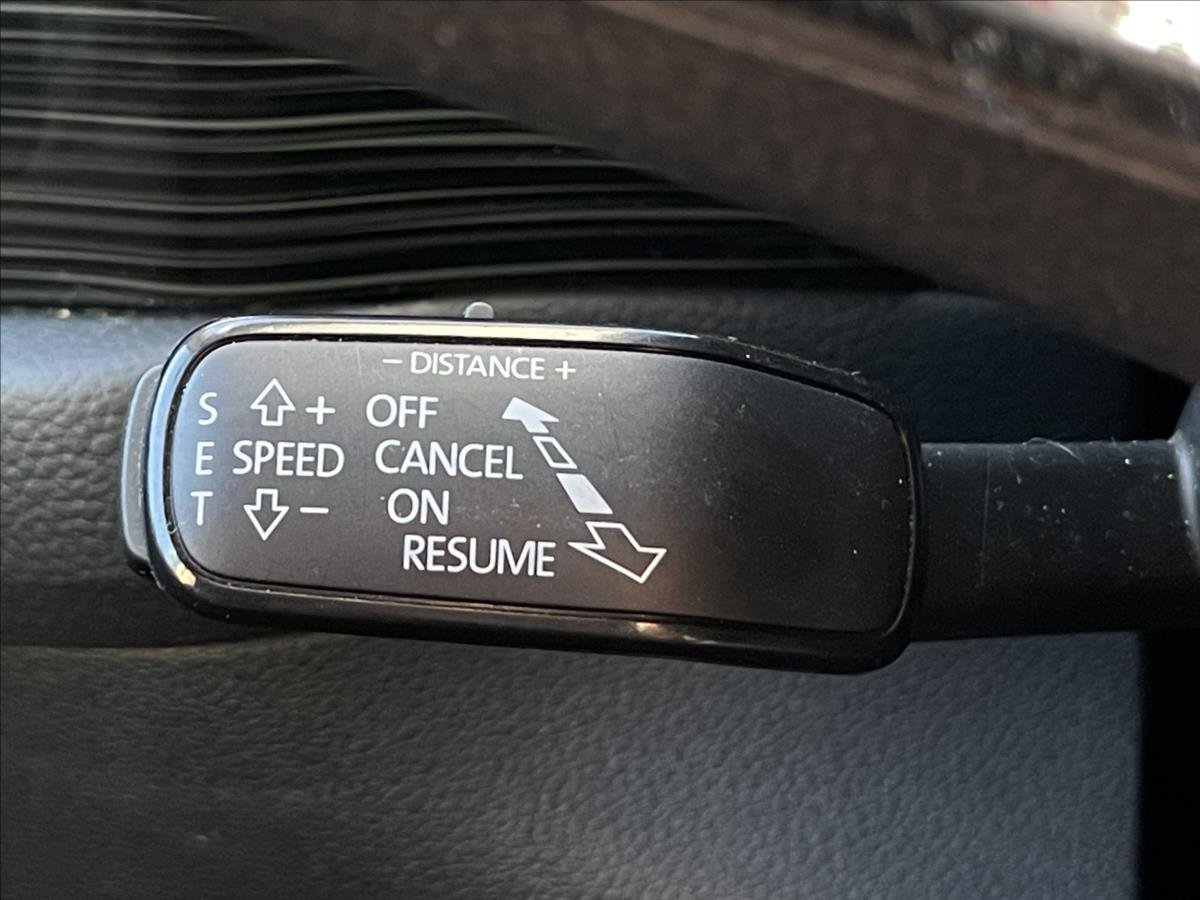 – DISTANCE +
S + OFF
E SPEED CANCEL
T – ON
RESUME